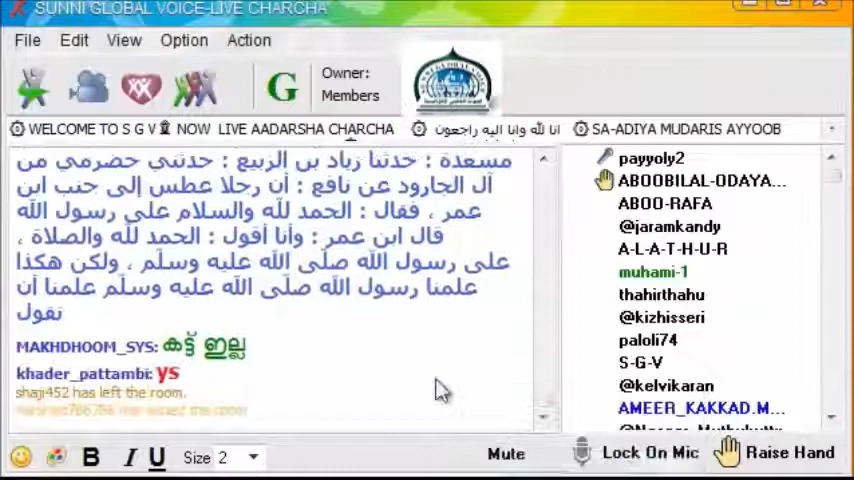 SUNNI GLOBAL VOICE-LIVE CHARCHA
File Edit View Option Action
G Owner:
Members
WELCOME TO S G V NOW LIVE AADARSHA CHARCHA
انا لله وانا اليه راجعون
SA-ADIYA MUDARIS AYYOOB
مسعدة : حدثنا زياد بن الربيع : حدثني حضرمي من
آل الجارود عن نافع : أن رجلا عطس إلى جنب ابن
عمر ، فقال : الحمد لله والسلام على رسول الله
قال ابن عمر : وأنا أقول : الحمد لله والصلاة ،
على رسول الله صلّى الله عليه وسلّم ، ولكن هكذا
علمنا رسول الله صلّى الله عليه وسلّم علمنا أن
نقول
MAKHDHOOM_SYS: കട്ട് ഇല്ല
khader_pattambi: ys
shaji452 has left the room.
payyoly2
ABOOBILAL-ODAYA...
ABOO-RAFA
@jaramkandy
A-L-A-T-H-U-R
muhami-1
thahirthahu
@kizhisseri
paloli74
S-G-V
@kelvikaran
AMEER_KAKKAD.M...
B I U Size 2 Mute Lock On Mic Raise Hand